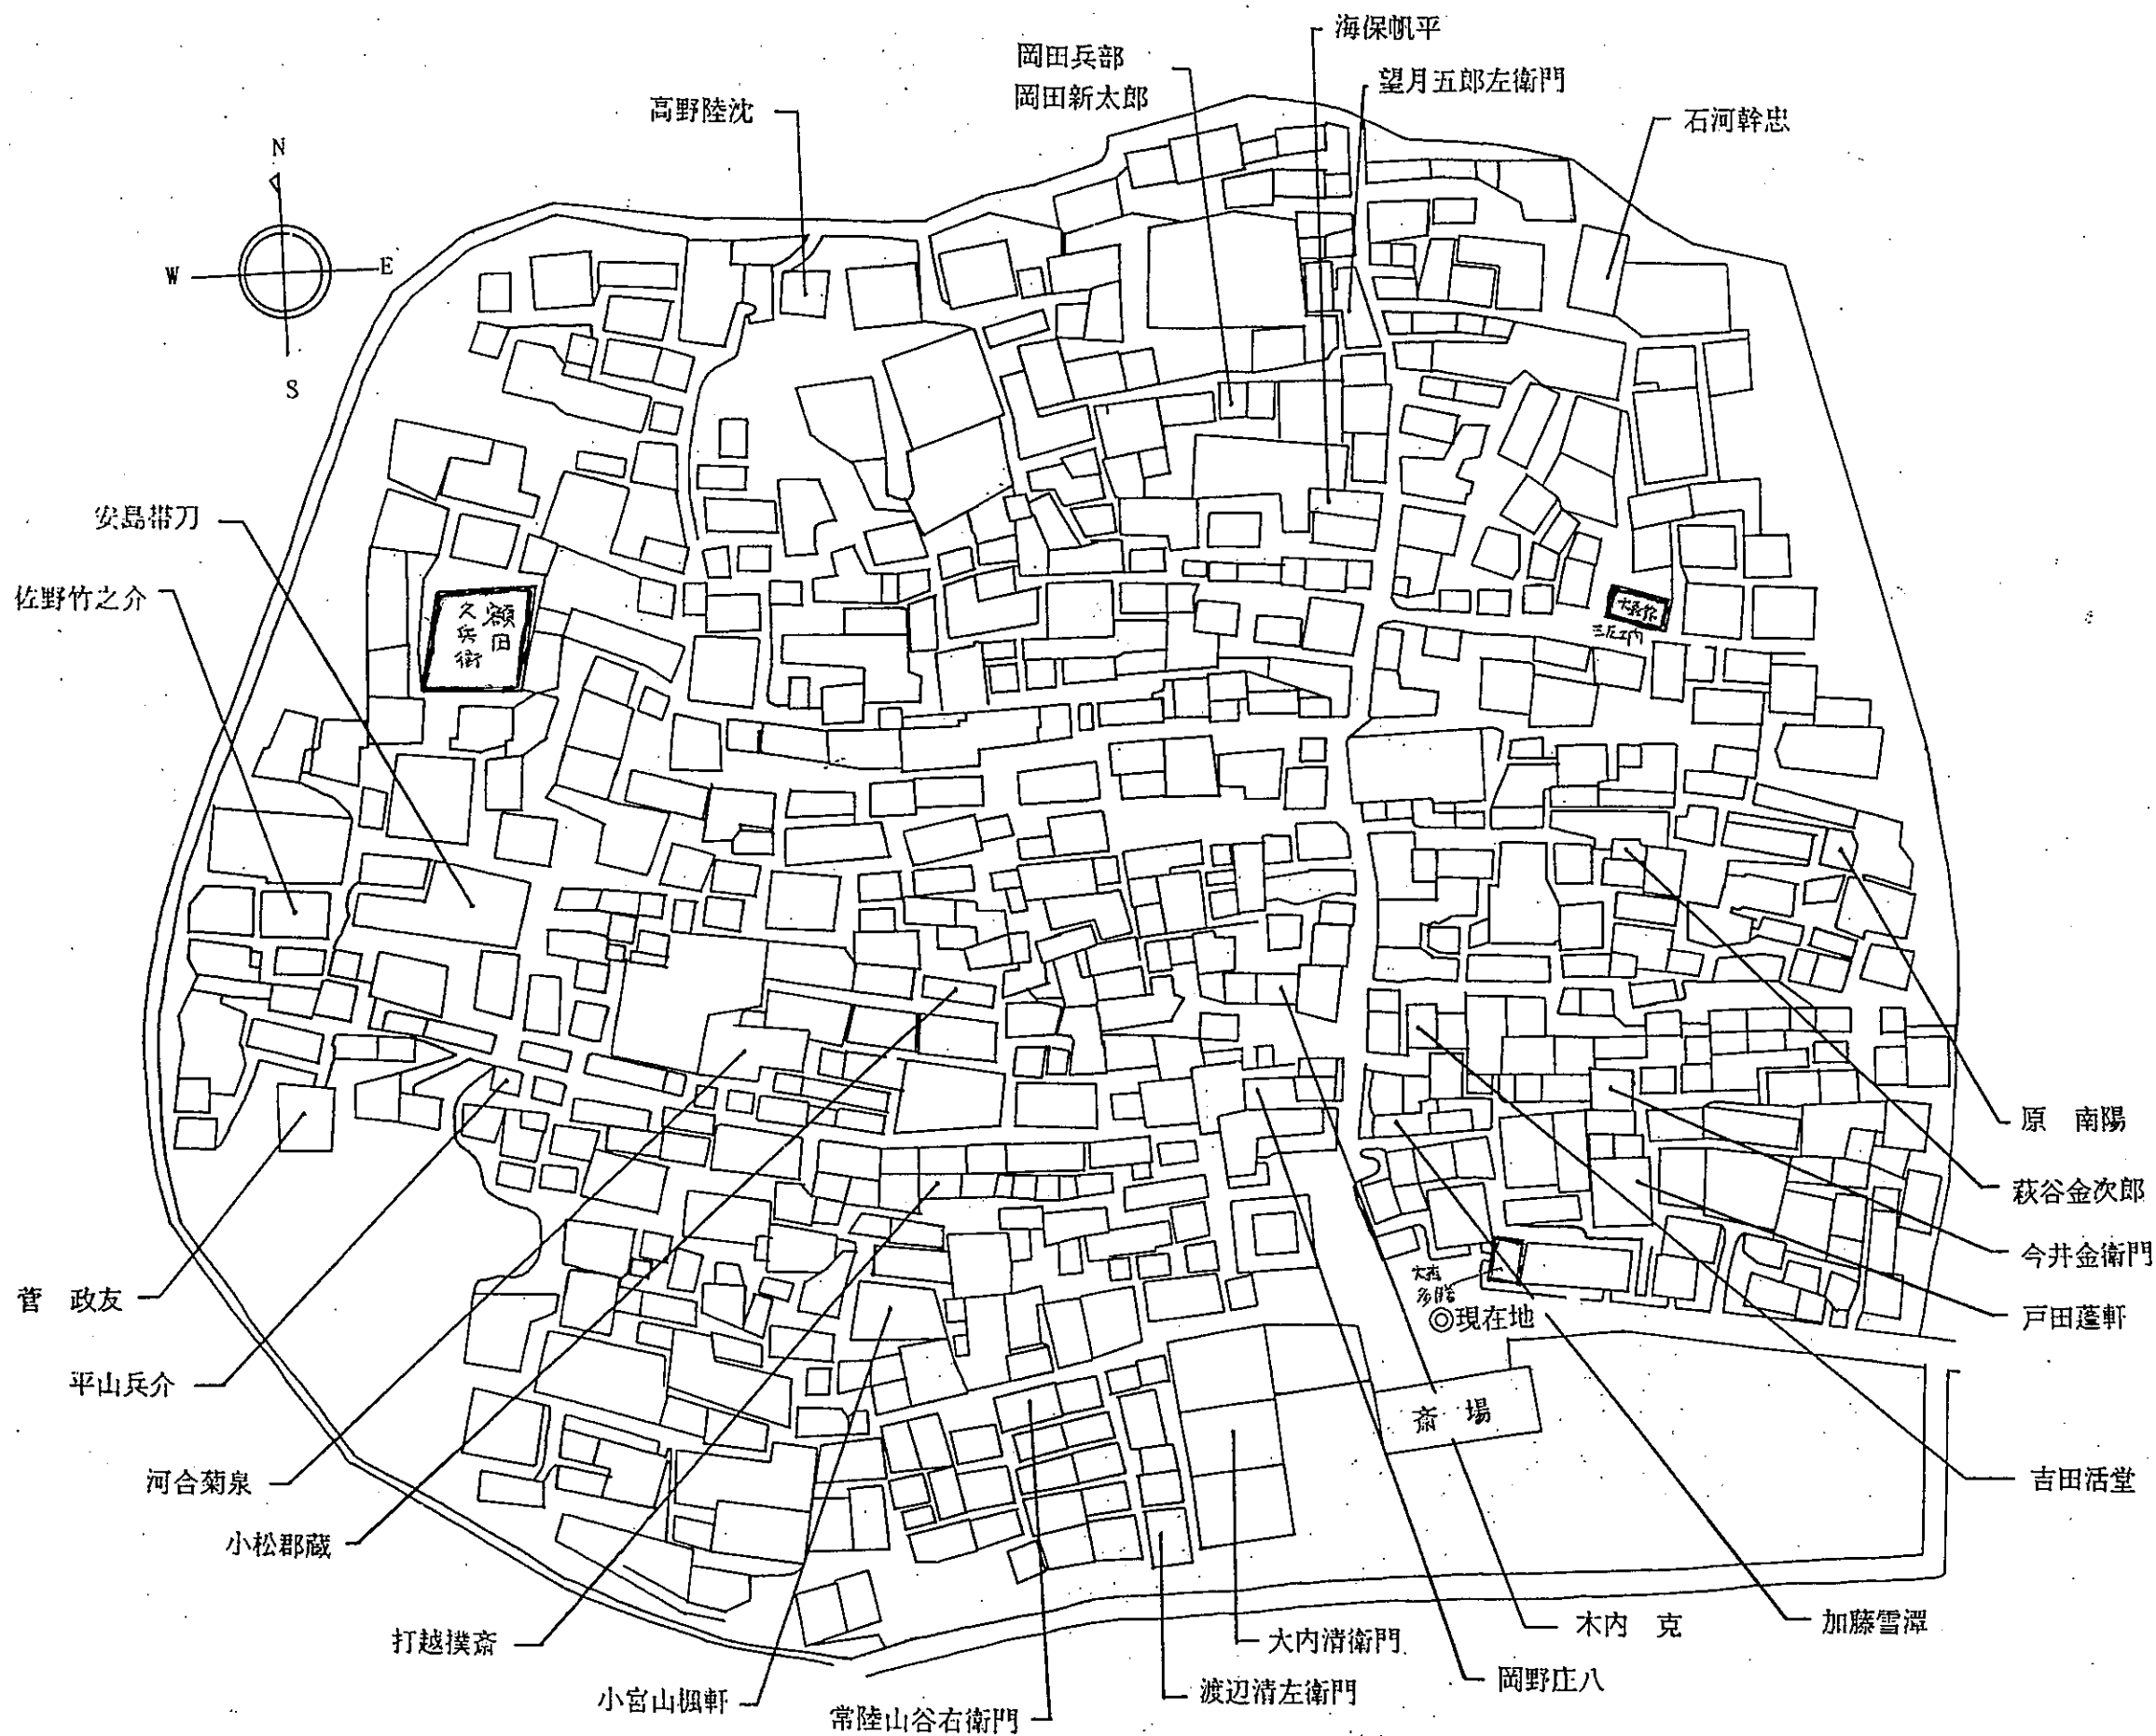 海保帆平
岡田兵部
岡田新太郎
望月五郎左衛門
高野陸沈
石河幹忠
N
W
E
S
安島帯刀
佐野竹之介
額田
久兵衛
原 南陽
萩谷金次郎
今井金衛門
戸田蓬軒
◎現在地
菅 政友
平山兵介
斎場
河合菊泉
吉田活堂
小松郡蔵
打越撲斎
大内清衛門
木内 克
加藤雪潭
小宮山楓軒
渡辺清左衛門
岡野庄八
常陸山谷右衛門